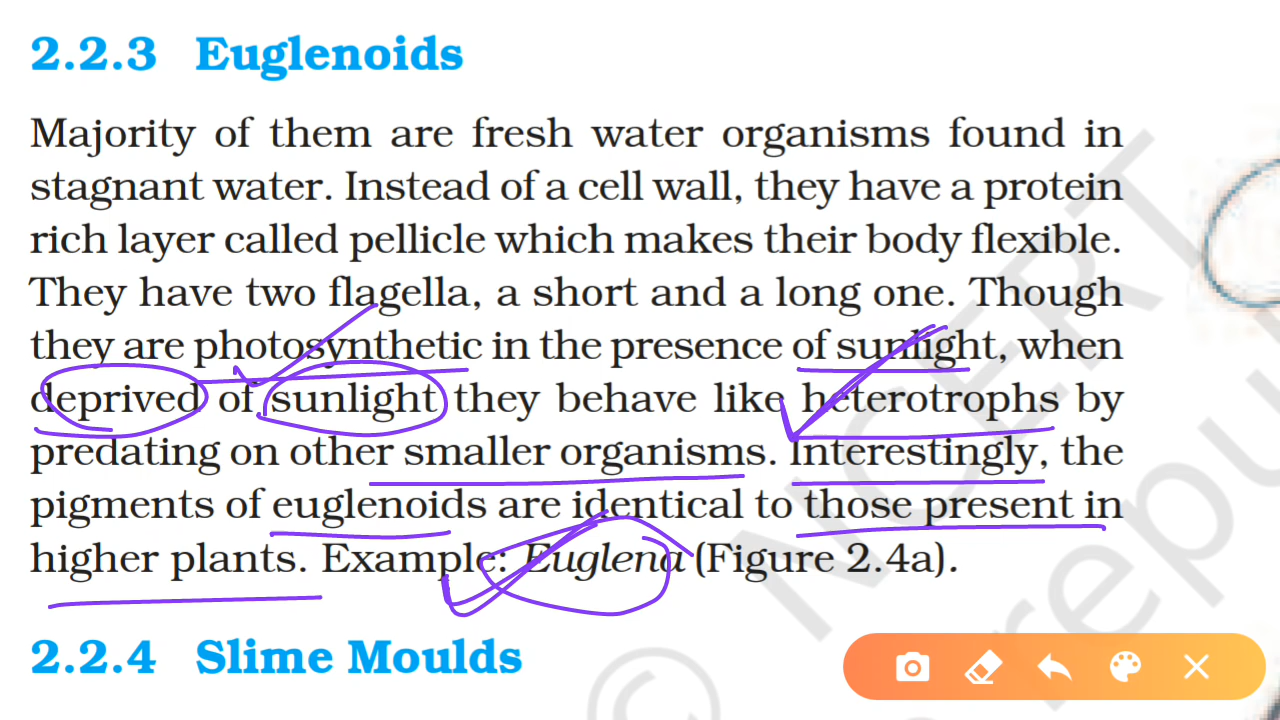 2.2.3 Euglenoids
Majority of them are fresh water organisms found in
stagnant water. Instead of a cell wall, they have a protein
rich layer called pellicle which makes their body flexible.
They have two flagella, a short and a long one. Though
they are photosynthetic in the presence of sunlight, when
deprived of sunlight they behave like heterotrophs by
predating on other smaller organisms. Interestingly, the
pigments of euglenoids are identical to those present in
higher plants. Example: Euglena (Figure 2.4a).
2.2.4 Slime Moulds
© NCERT
repu